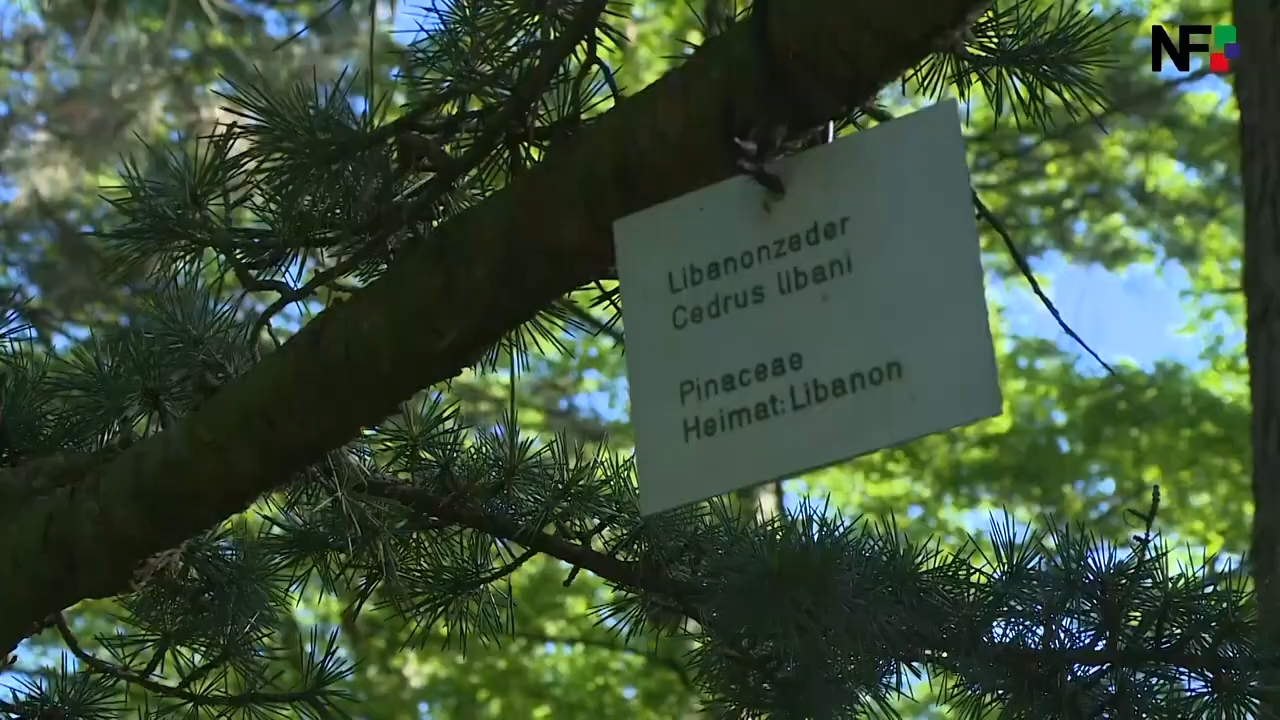 NF
Libanonzeder
Cedrus libani
Pinaceae
Heimat: Libanon